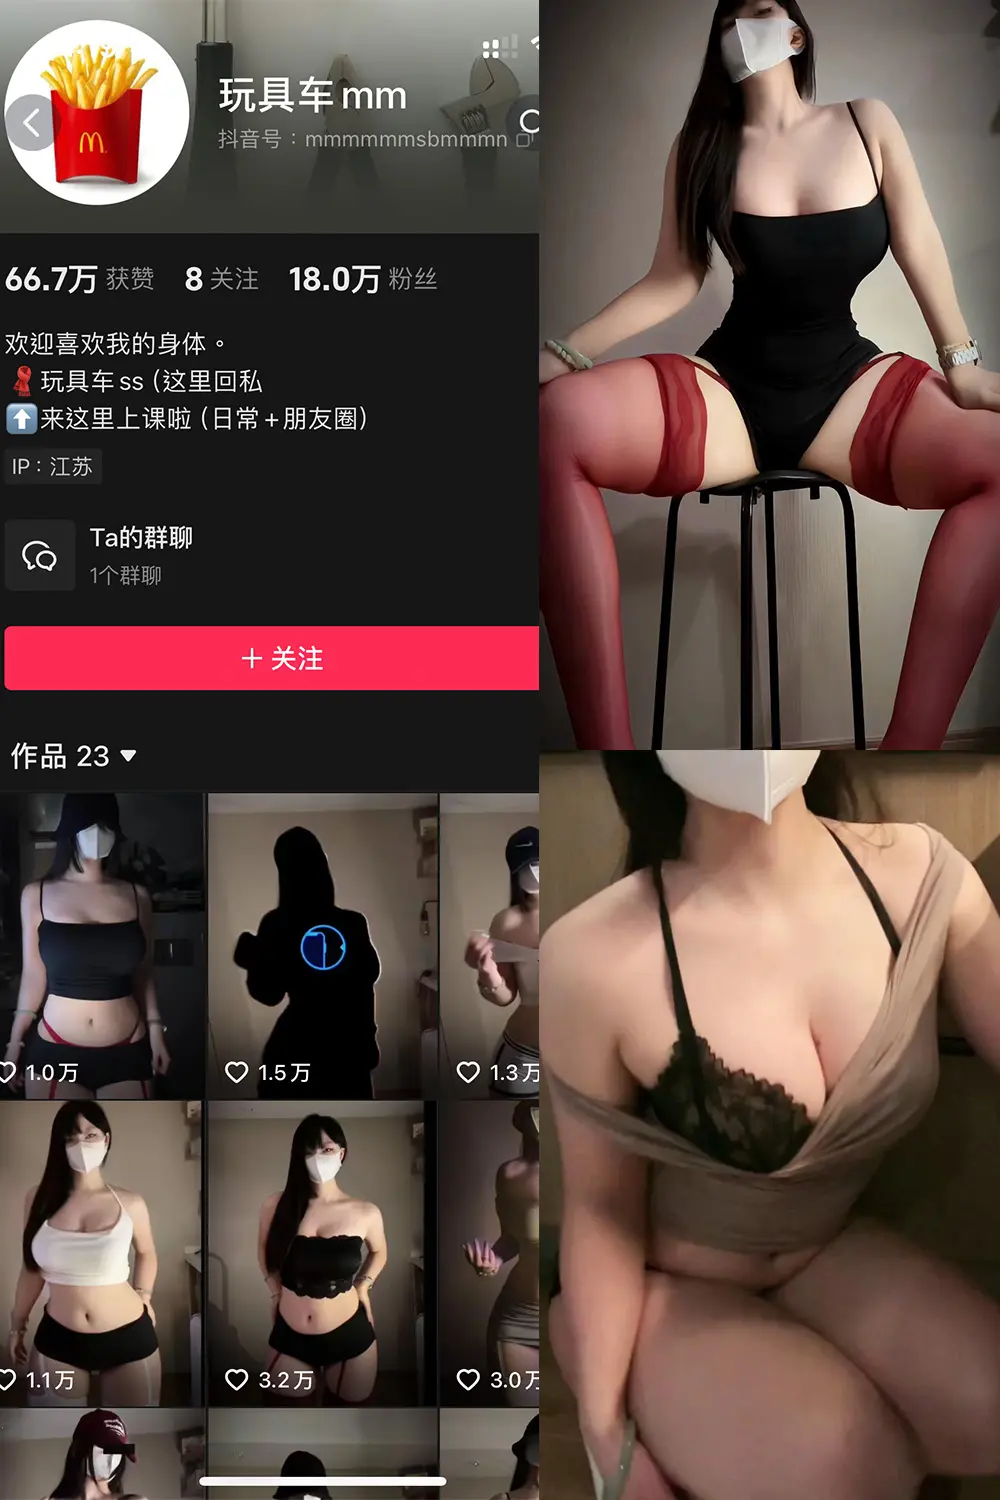 玩具车mm
抖音号：mmmmmmsbmmmn
66.7万 获赞 8 关注 18.0万 粉丝
欢迎喜欢我的身体。
玩具车ss（这里回私
来这里上课啦（日常+朋友圈）
IP：江苏
Ta的群聊
1个群聊
+ 关注
作品 23
1.0万
1.5万
1.3万
1.1万
3.2万
3.0万